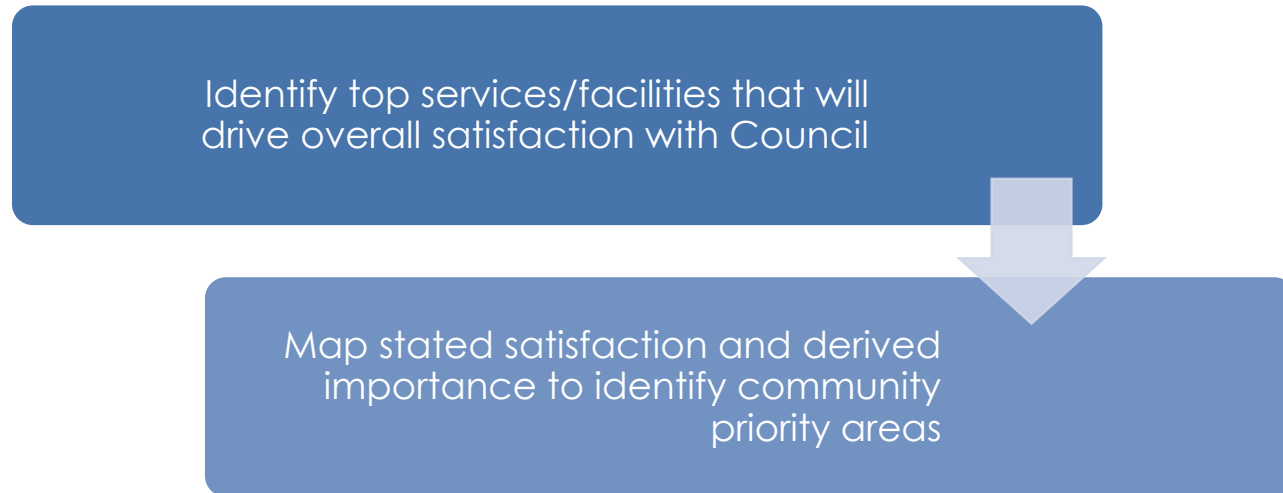 Identify top services/facilities that will
drive overall satisfaction with Council
Map stated satisfaction and derived
importance to identify community
priority areas